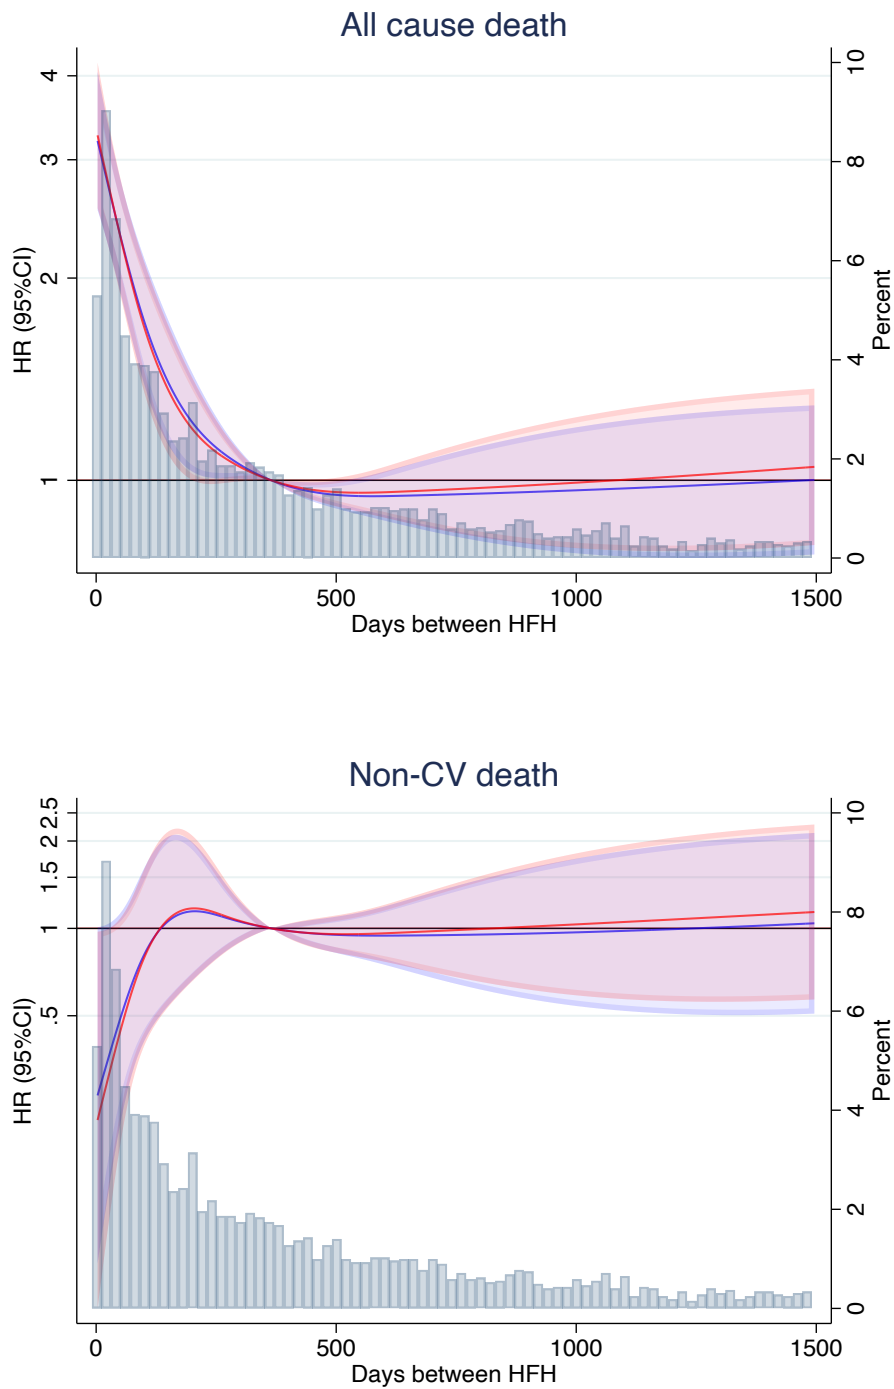 All cause death
4
3
2
1
HR (95%CI)
10
8
6
4
2
0
Percent
0 500 1000 1500
Days between HFH
Non-CV death
2.5
2
1.5
1
.5
HR (95%CI)
10
8
6
4
2
0
Percent
0 500 1000 1500
Days between HFH